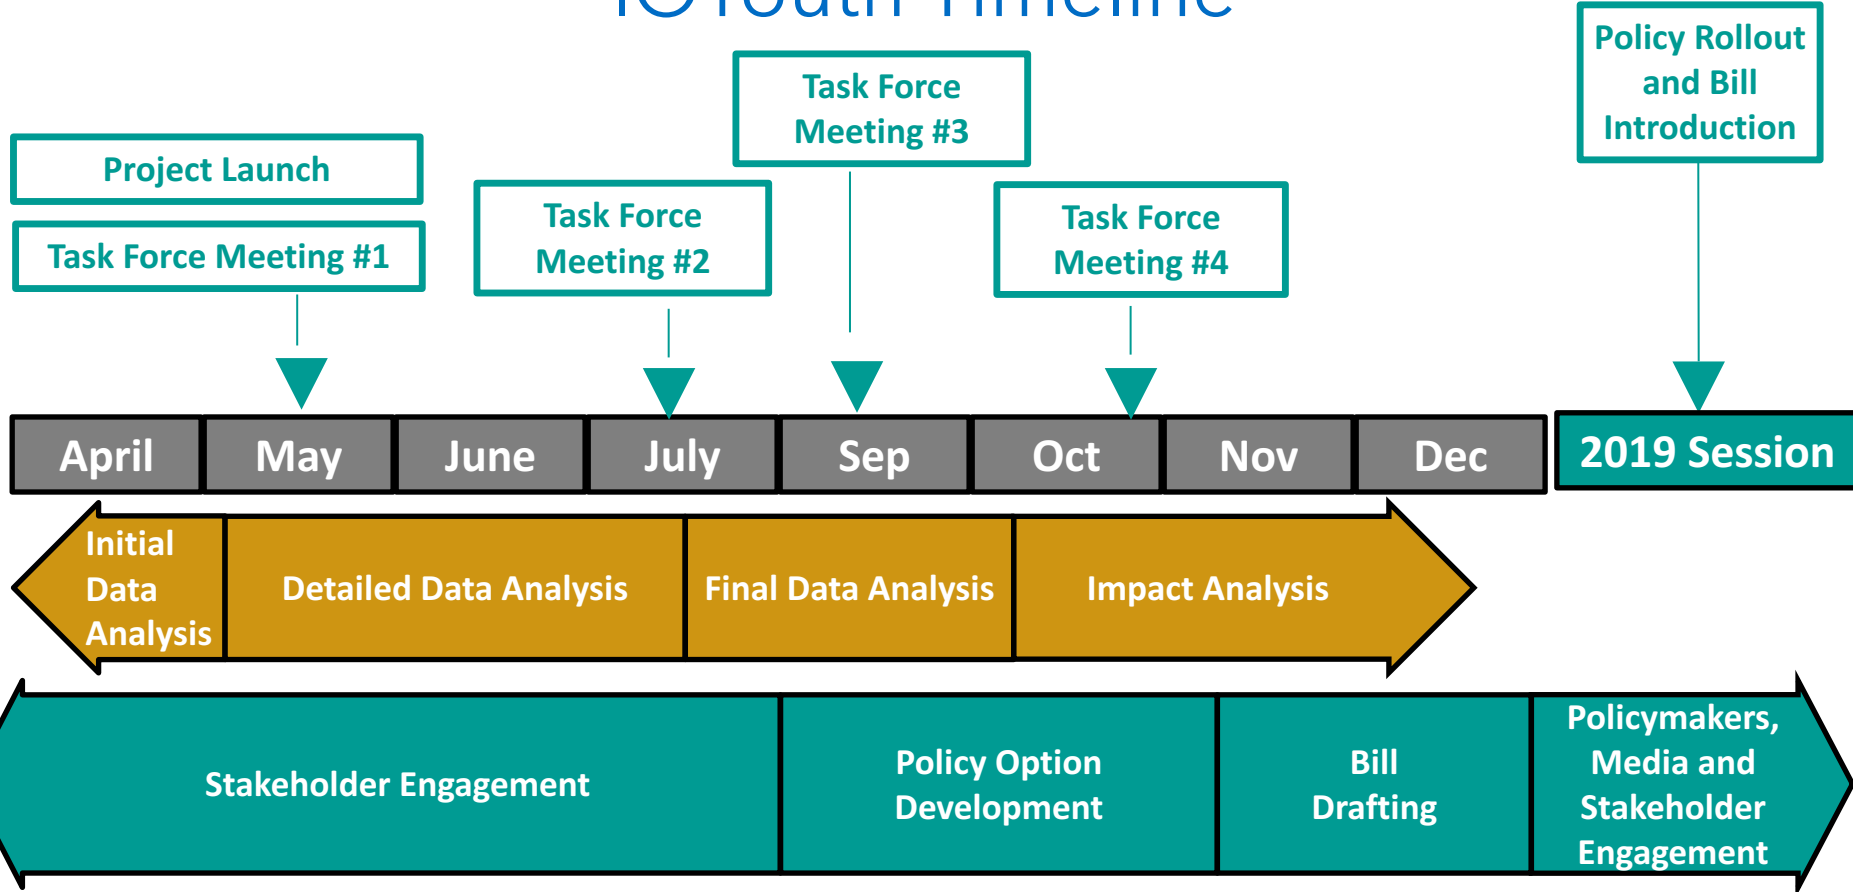 Timeline
Policy Rollout
and Bill
Introduction
Task Force
Meeting #3
Project Launch
Task Force Meeting #1
Task Force
Meeting #2
Task Force
Meeting #4
April
May
June
July
Sep
Oct
Nov
Dec
2019 Session
Initial
Data
Analysis
Detailed Data Analysis
Final Data Analysis
Impact Analysis
Stakeholder Engagement
Policy Option
Development
Bill
Drafting
Policymakers,
Media and
Stakeholder
Engagement